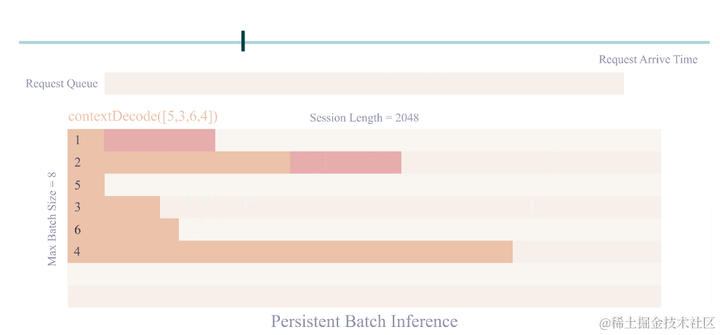 Request Arrive Time
Request Queue
contextDecode([5,3,6,4])
Session Length = 2048
Max Batch Size = 8
1
2
5
3
6
4
Persistent Batch Inference
@稀土掘金技术社区